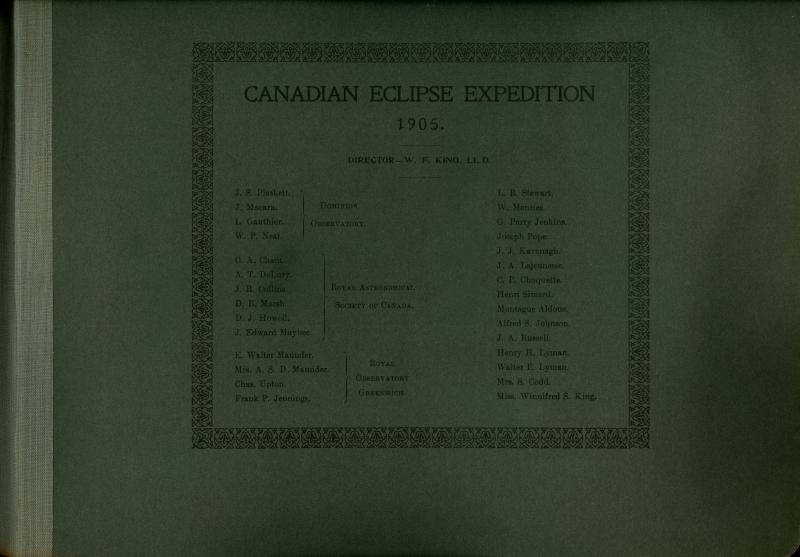 CANADIAN ECLIPSE EXPEDITION
1905.
DIRECTOR—W. F. KING, LL.D.
J. S. Plaskett.
J. Macara.
L. Gauthier.
W. P. Near.
DOMINION
OBSERVATORY.
C. A. Chant.
A. T. DeLury.
J. R. Collins.
D. B. Marsh
D. J. Howell.
J. Edward Maybee.
ROYAL ASTRONOMICAL
SOCIETY OF CANADA.
E. Walter Maunder.
Mrs. A. S. D. Maunder.
Chas. Upton.
Frank P. Jennings.
ROYAL
OBSERVATORY
GREENWICH.
L. B. Stewart.
W. Menzies.
G. Parry Jenkins.
Joseph Pope.
J. J. Kavanagh.
J. A. Lajeunesse.
C. P. Choquette.
Henri Simard.
Montague Aldous.
Alfred S. Johnson.
J. A. Russell.
Henry H. Lyman.
Walter E. Lyman.
Mrs. S. Codd.
Miss. Winnifred S. King.